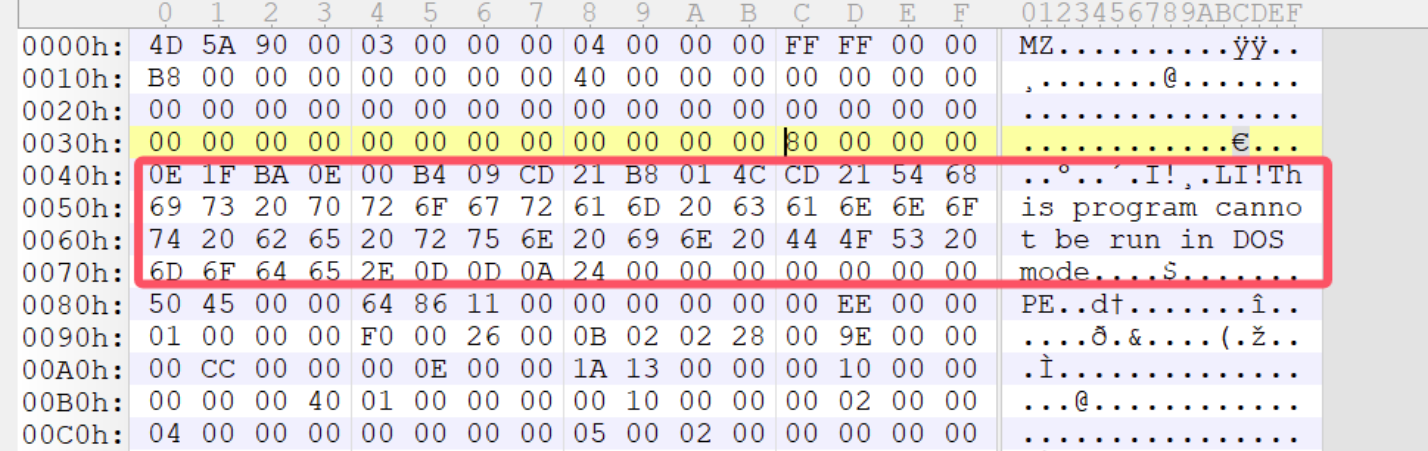 0 1 2 3 4 5 6 7 8 9 A B C D E F 0123456789ABCDEF
0000h: 4D 5A 90 00 03 00 00 00 04 00 00 00 FF FF 00 00 MZ..........ÿÿ..
0010h: B8 00 00 00 00 00 00 00 40 00 00 00 00 00 00 00 ¸.......@.......
0020h: 00 00 00 00 00 00 00 00 00 00 00 00 00 00 00 00 ................
0030h: 00 00 00 00 00 00 00 00 00 00 00 00 80 00 00 00 ............€...
0040h: 0E 1F BA 0E 00 B4 09 CD 21 B8 01 4C CD 21 54 68 ..º..´.Í!¸.LÍ!Th
0050h: 69 73 20 70 72 6F 67 72 61 6D 20 63 61 6E 6E 6F is program canno
0060h: 74 20 62 65 20 72 75 6E 20 69 6E 20 44 4F 53 20 t be run in DOS
0070h: 6D 6F 64 65 2E 0D 0D 0A 24 00 00 00 00 00 00 00 mode....$.......
0080h: 50 45 00 00 64 86 11 00 00 00 00 00 00 EE 00 00 PE..d†.......î..
0090h: 01 00 00 00 F0 00 26 00 0B 02 02 28 00 9E 00 00 ....ð.&....(.ž..
00A0h: 00 CC 00 00 00 0E 00 00 1A 13 00 00 00 10 00 00 .Ì..............
00B0h: 00 00 00 40 01 00 00 00 00 10 00 00 00 02 00 00 ...@............
00C0h: 04 00 00 00 00 00 00 00 05 00 02 00 00 00 00 00 ................